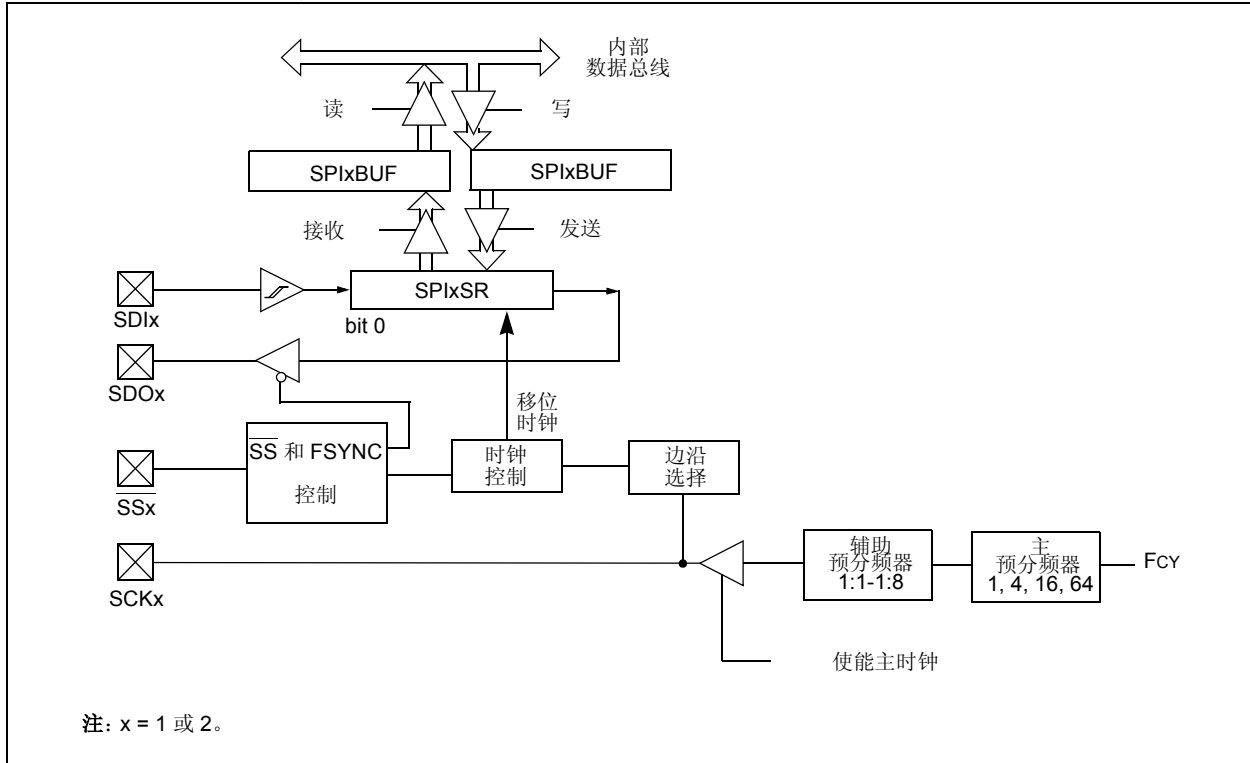 内部
数据总线
读
写
SPIxBUF
SPIxBUF
接收
发送
SPIxSR
SDIx
bit 0
SDOx
移位
时钟
SS 和 FSYNC
控制
时钟
控制
边沿
选择
SSx
SCKx
辅助
预分频器
1:1-1:8
主
预分频器
1, 4, 16, 64
FCY
使能主时钟
注: x = 1 或 2。